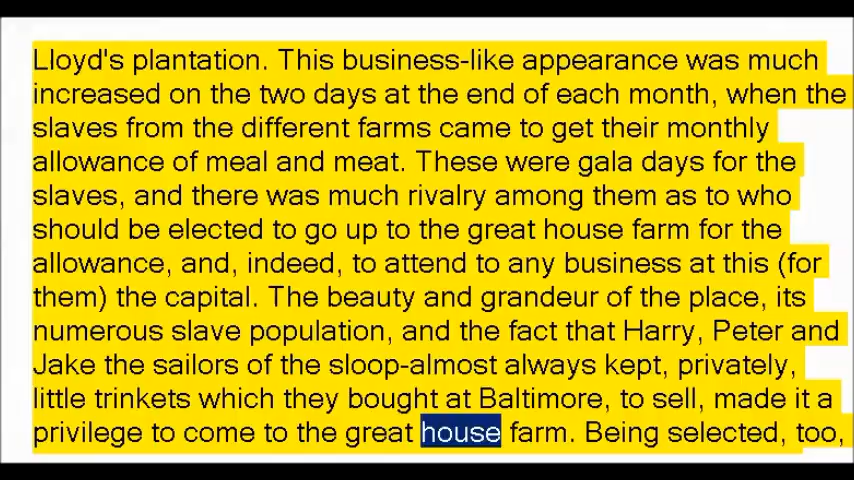 Lloyd's plantation. This business-like appearance was much
increased on the two days at the end of each month, when the
slaves from the different farms came to get their monthly
allowance of meal and meat. These were gala days for the
slaves, and there was much rivalry among them as to who
should be elected to go up to the great house farm for the
allowance, and, indeed, to attend to any business at this (for
them) the capital. The beauty and grandeur of the place, its
numerous slave population, and the fact that Harry, Peter and
Jake the sailors of the sloop-almost always kept, privately,
little trinkets which they bought at Baltimore, to sell, made it a
privilege to come to the great house farm. Being selected, too,